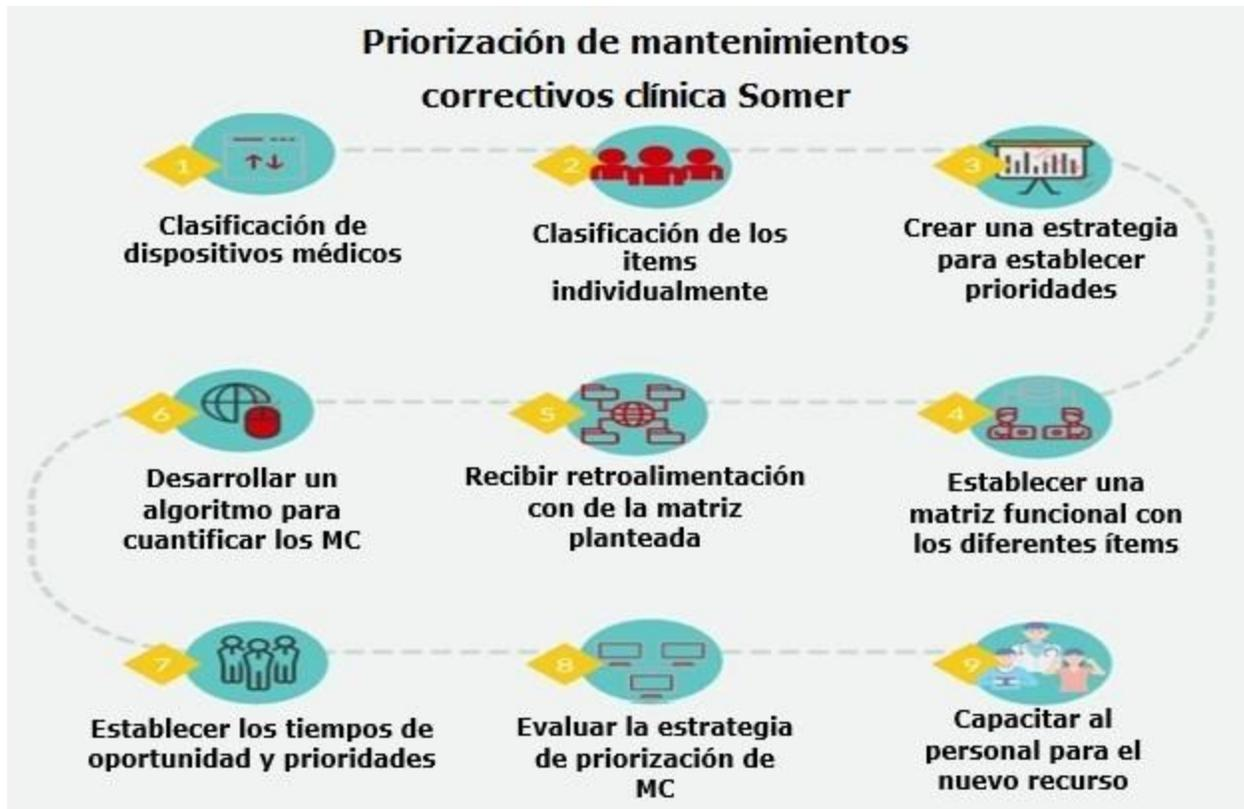 Priorización de mantenimientos
correctivos clínica Somer
1
Clasificación de
dispositivos médicos
2
Clasificación de los
items
individualmente
3
Crear una estrategia
para establecer
prioridades
4
Establecer una
matriz funcional con
los diferentes ítems
5
Recibir retroalimentación
con de la matriz
planteada
6
Desarrollar un
algoritmo para
cuantificar los MC
7
Establecer los tiempos de
oportunidad y prioridades
8
Evaluar la estrategia
de priorización de
MC
9
Capacitar al
personal para el
nuevo recurso